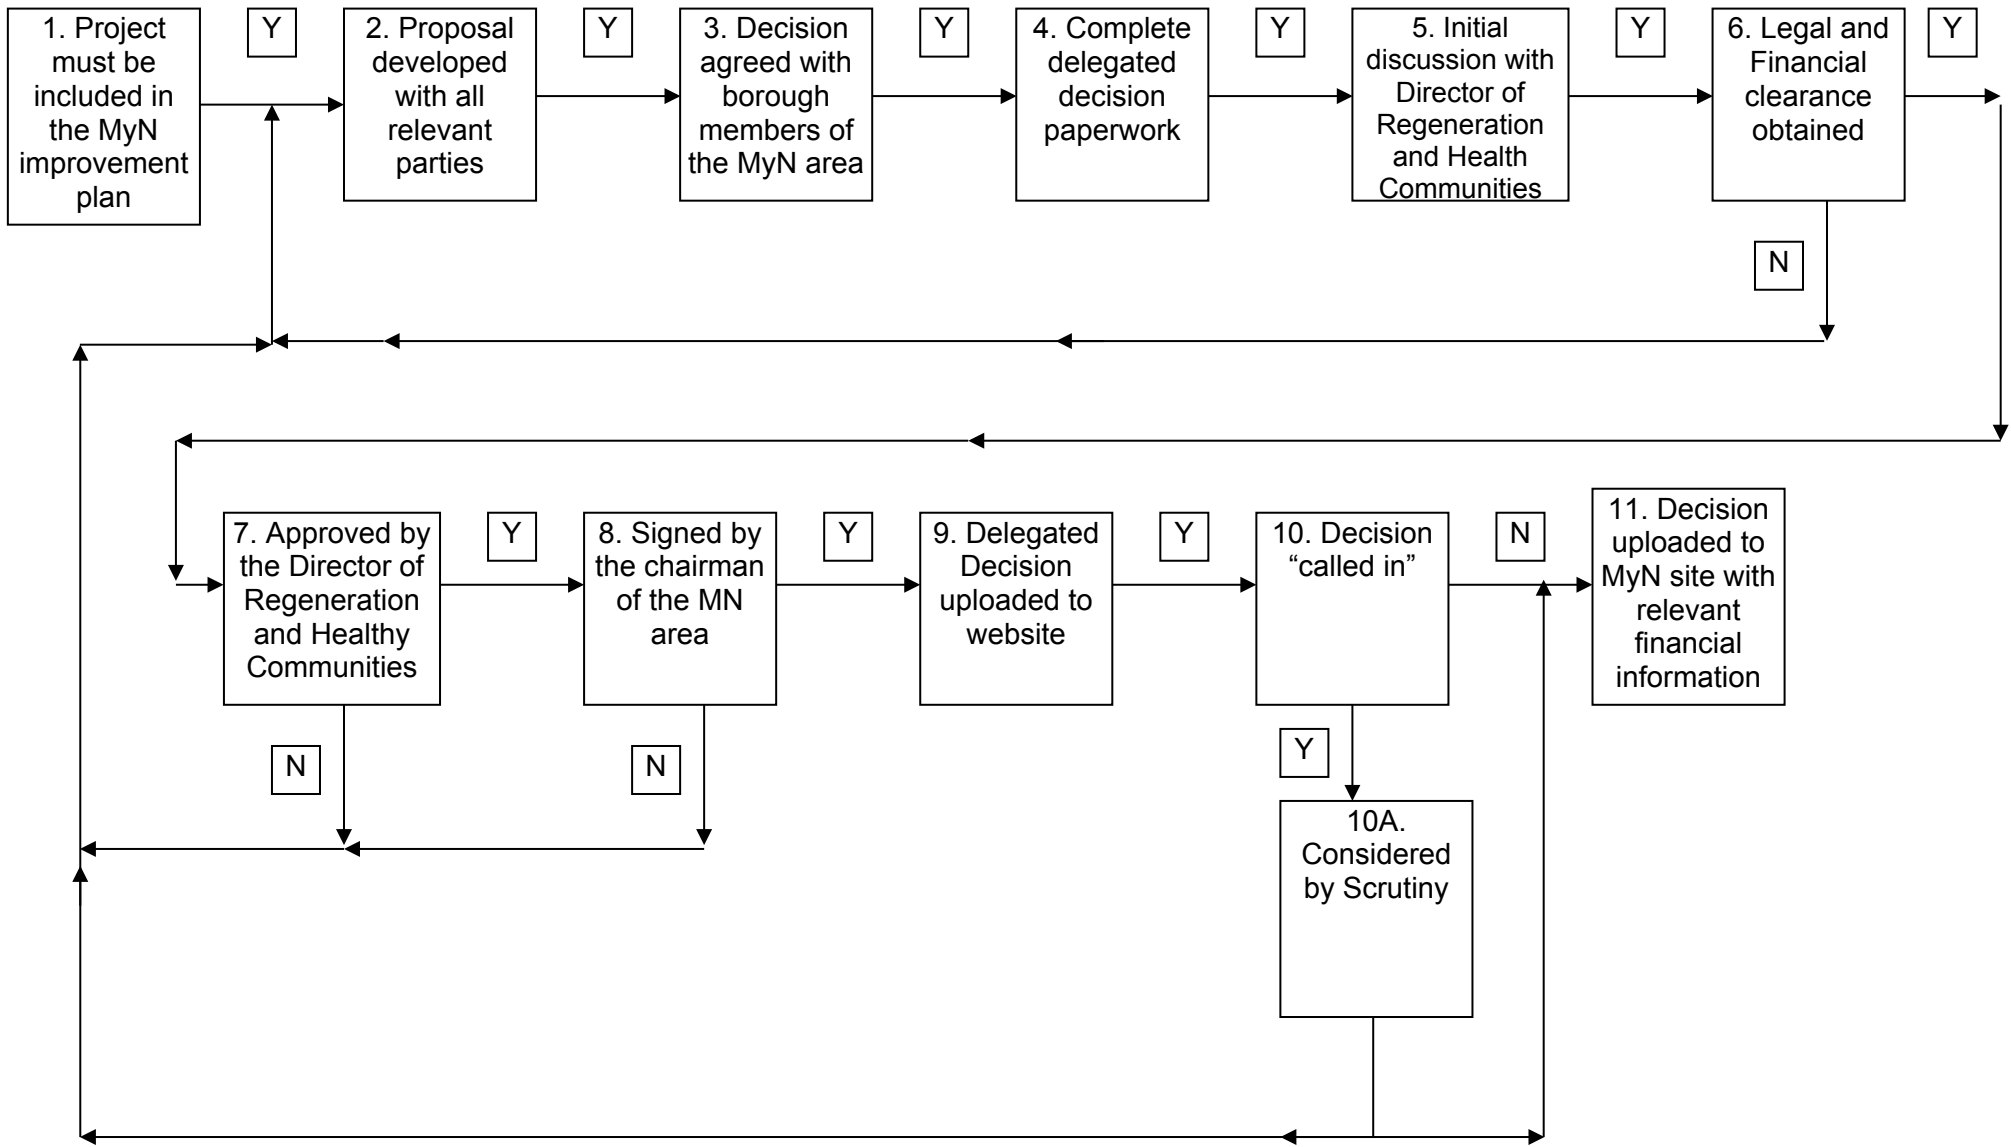 1. Project
must be
included in
the MyN
improvement
plan
Y
2. Proposal
developed
with all
relevant
parties
Y
3. Decision
agreed with
borough
members of
the MyN area
Y
4. Complete
delegated
decision
paperwork
Y
5. Initial
discussion with
Director of
Regeneration
and Health
Communities
Y
6. Legal and
Financial
clearance
obtained
Y
N
7. Approved by
the Director of
Regeneration
and Healthy
Communities
Y
N
8. Signed by
the chairman
of the MN
area
Y
N
9. Delegated
Decision
uploaded to
website
Y
10. Decision
“called in”
N
Y
11. Decision
uploaded to
MyN site with
relevant
financial
information
10A.
Considered
by Scrutiny